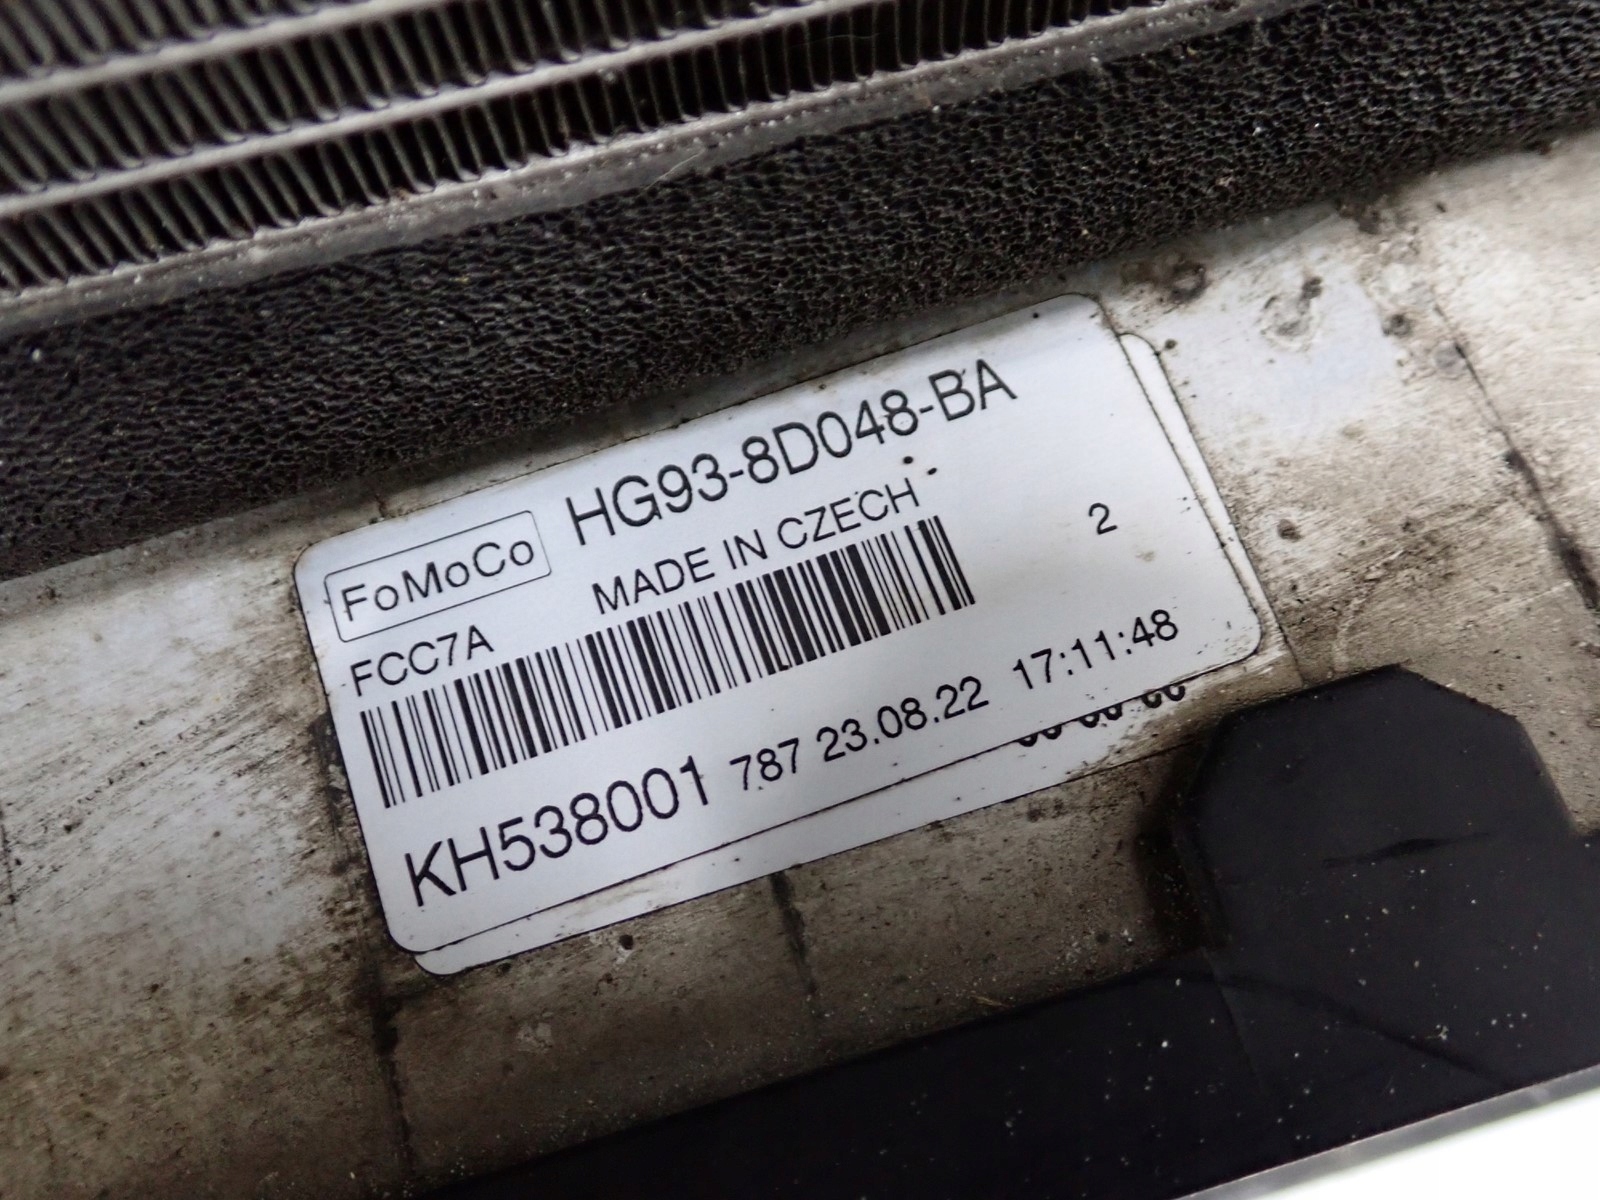 FoMoCo HG93-8D048-BA
FCC7A MADE IN CZECH 2
KH538001 787 23.08.22 17:11:48